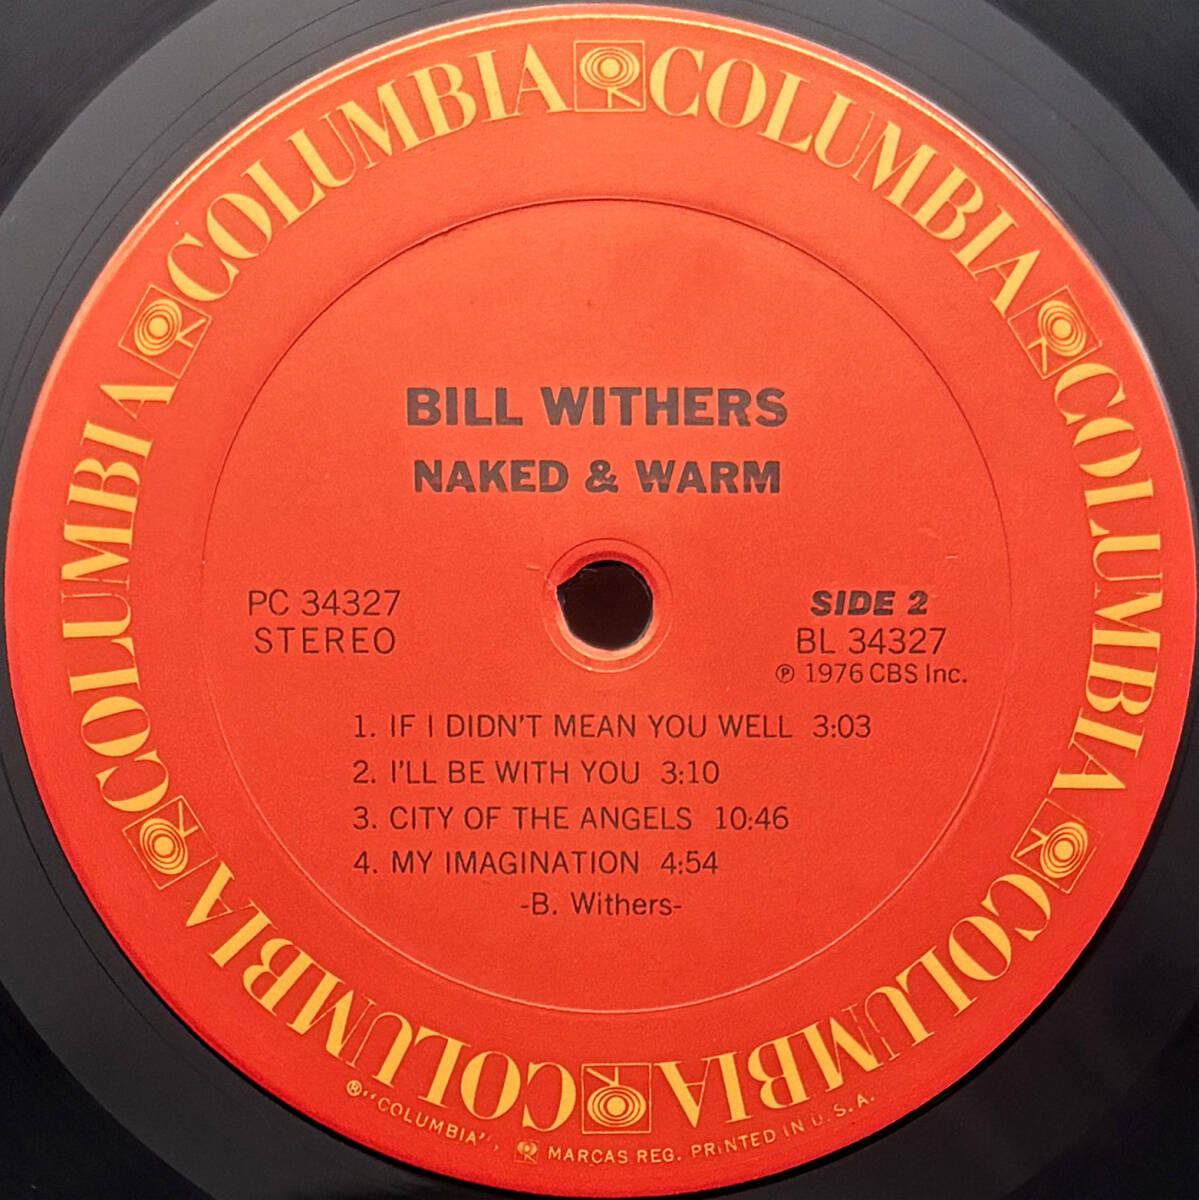 COLUMBIA COLUMBIA COLUMBIA COLUMBIA COLUMBIA COLUMBIA COLUMBIA COLUMBIA
BILL WITHERS
NAKED & WARM
PC 34327
STEREO
SIDE 2
BL 34327
℗ 1976 CBS Inc.
1. IF I DIDN'T MEAN YOU WELL 3:03
2. I'LL BE WITH YOU 3:10
3. CITY OF THE ANGELS 10:46
4. MY IMAGINATION 4:54
-B. Withers-
®"COLUMBIA", MARCAS REG. PRINTED IN U.S.A.